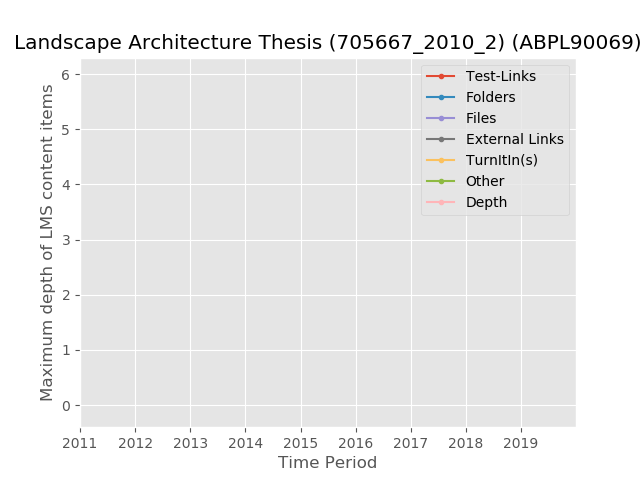 Landscape Architecture Thesis (705667_2010_2) (ABPL90069)
Maximum depth of LMS content items
6
5
4
3
2
1
0
Test-Links
Folders
Files
External Links
TurnItIn(s)
Other
Depth
2011 2012 2013 2014 2015 2016 2017 2018 2019
Time Period